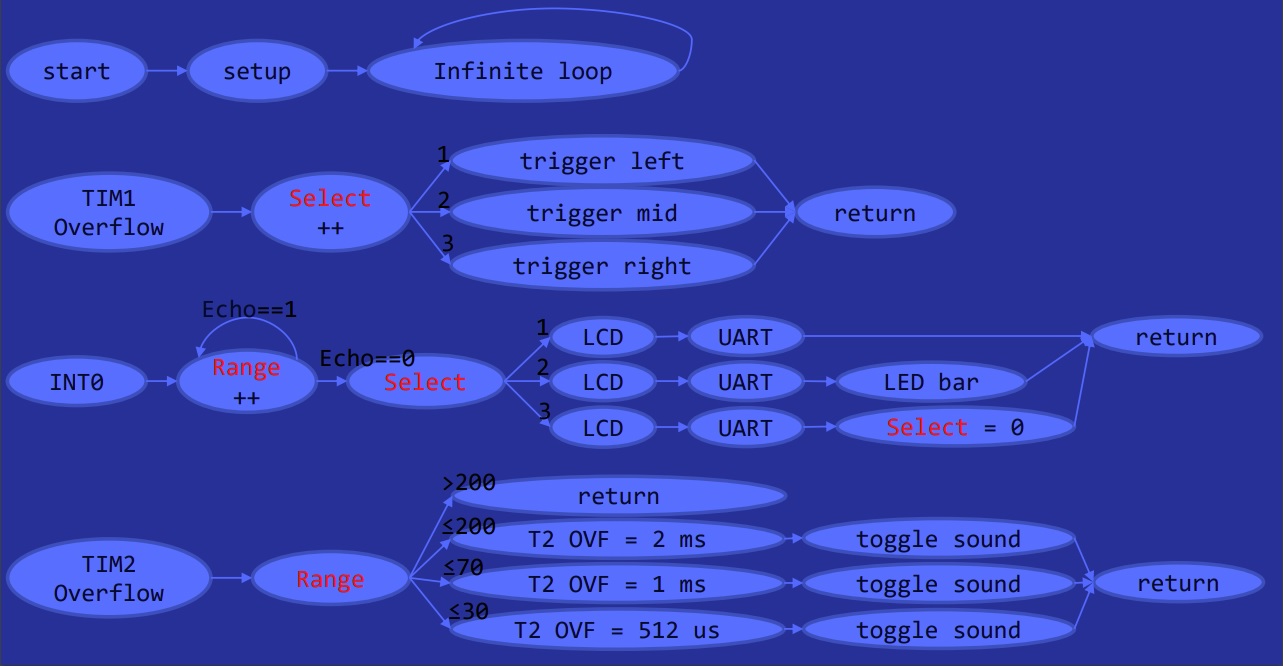 start
setup
Infinite loop
TIM1
Overflow
Select
++
1
trigger left
2
trigger mid
3
trigger right
return
INT0
Echo==1
Range
++
Echo==0
Select
1
LCD
UART
return
2
LCD
UART
LED bar
3
LCD
UART
Select = 0
TIM2
Overflow
Range
>200
return
≤200
T2 OVF = 2 ms
toggle sound
≤70
T2 OVF = 1 ms
toggle sound
return
≤30
T2 OVF = 512 us
toggle sound